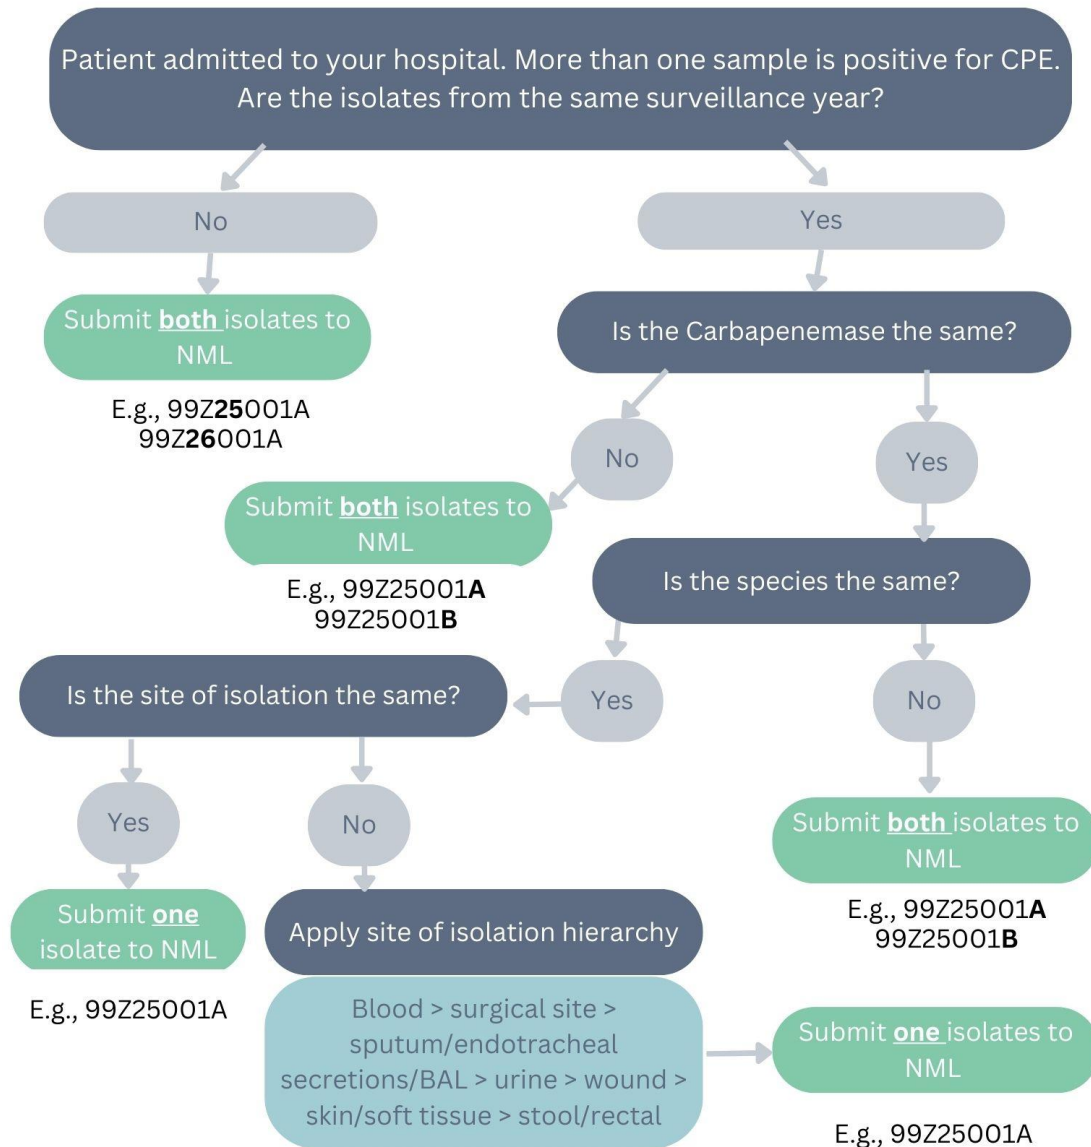 Patient admitted to your hospital. More than one sample is positive for CPE.
Are the isolates from the same surveillance year?
No
Yes
Submit both isolates to
NML
E.g., 99Z25001A
99Z26001A
Is the Carbapenemase the same?
No
Yes
Submit both isolates to
NML
E.g., 99Z25001A
99Z25001B
Is the species the same?
Yes
No
Is the site of isolation the same?
Yes
No
Submit both isolates to
NML
E.g., 99Z25001A
99Z25001B
Submit one
isolate to NML
E.g., 99Z25001A
Apply site of isolation hierarchy
Blood > surgical site >
sputum/endotracheal
secretions/BAL > urine > wound >
skin/soft tissue > stool/rectal
Submit one isolates to
NML
E.g., 99Z25001A